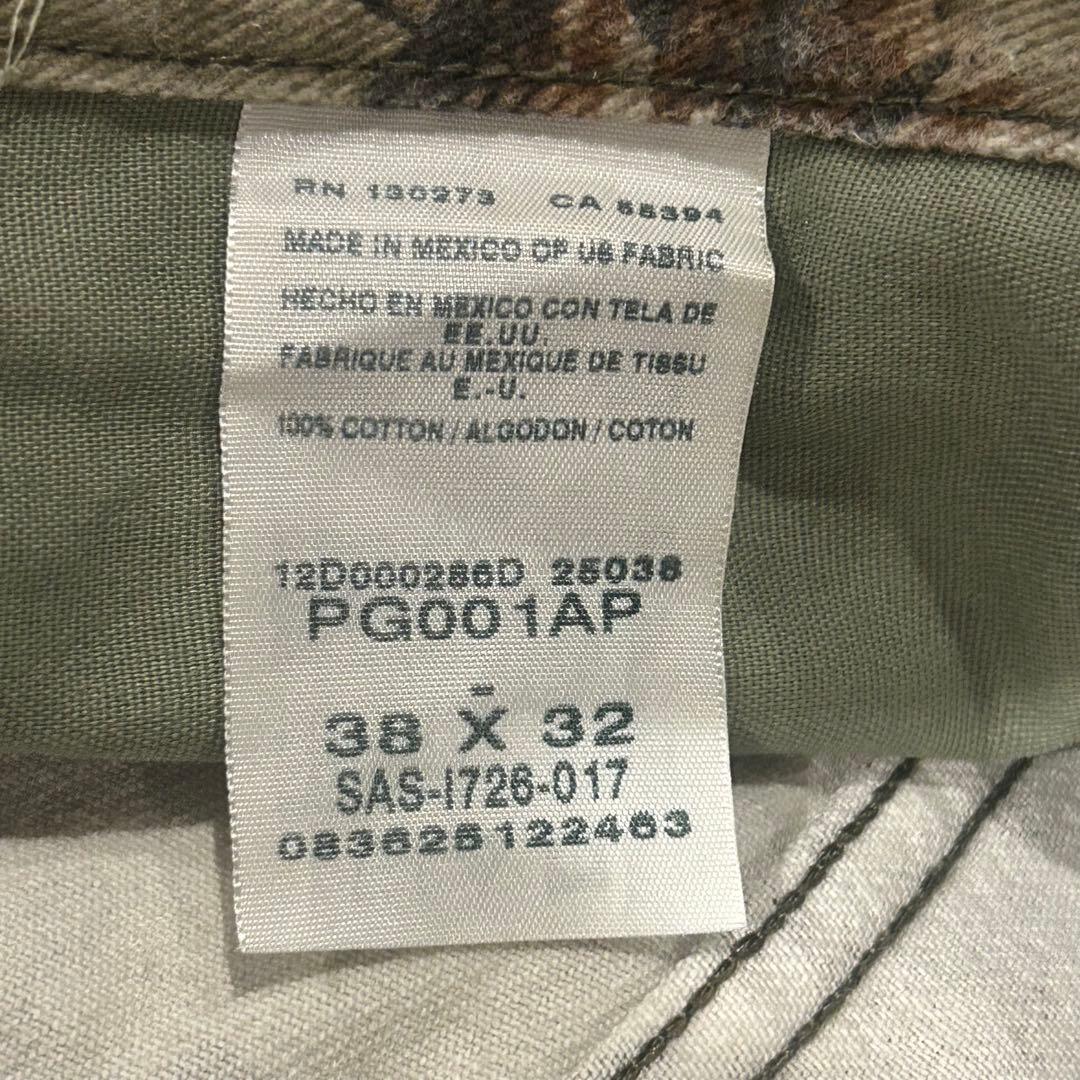 RN 130273 CA 55394
MADE IN MEXICO OF US FABRIC
HECHO EN MEXICO CON TELA DE
EE.UU.
FABRIQUE AU MEXIQUE DE TISSU
E.-U.
100% COTTON / ALGODON / COTON
12D000286D 25036
PG001AP
-
38 X 32
SAS-I726-017
083625122463